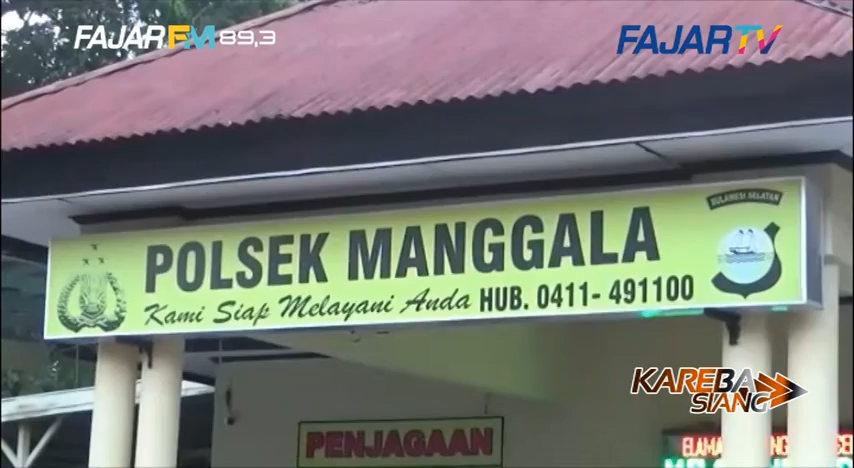 FAJAR FM 89,3
FAJAR TV
POLSEK MANGGALA
SULAWESI SELATAN
Kami Siap Melayani Anda HUB. 0411- 491100
KAREBA
SIANG
PENJAGAAN